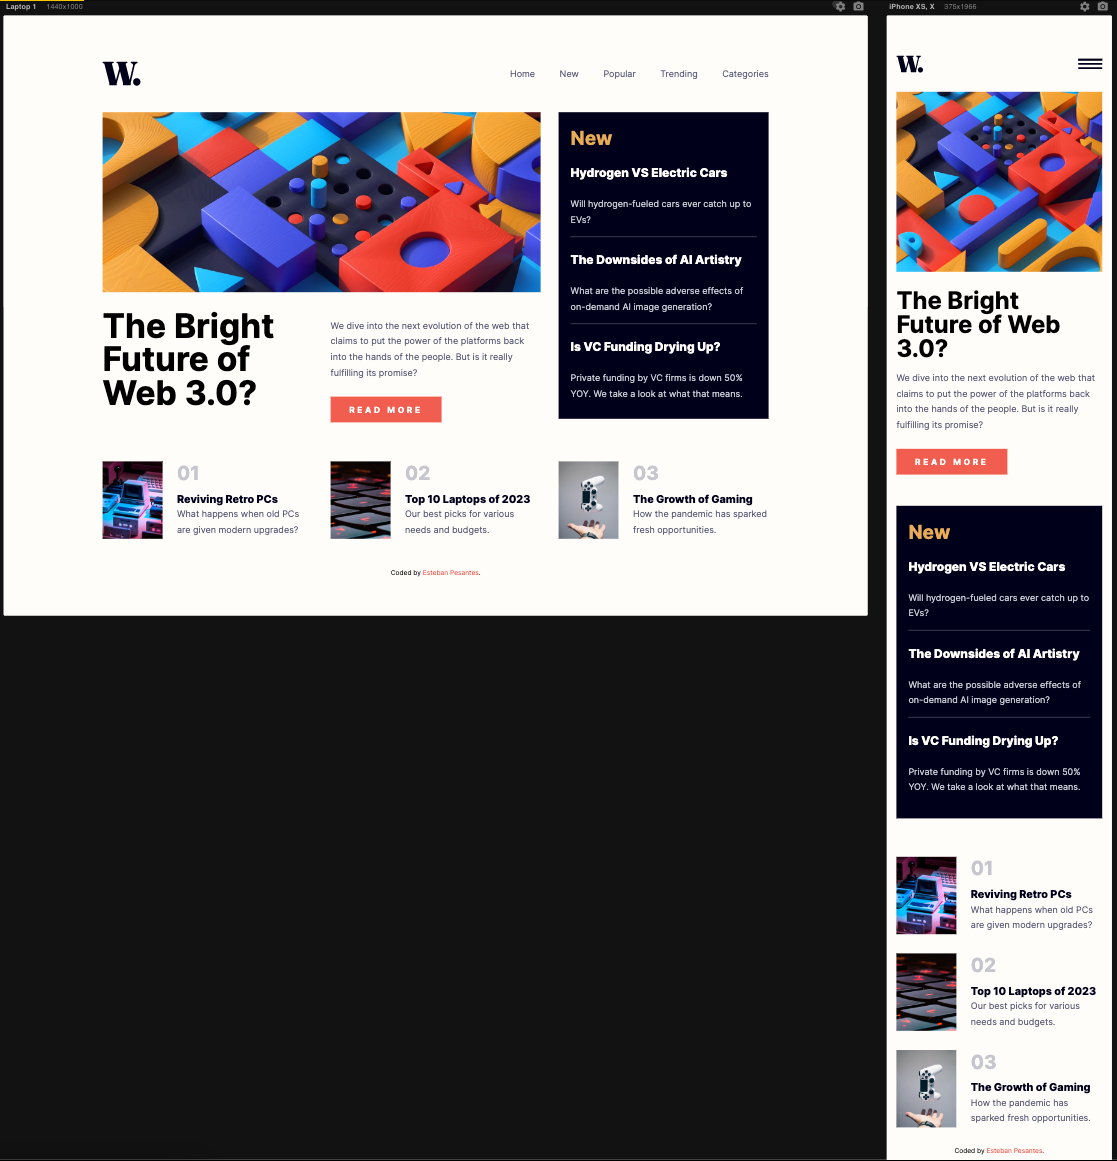 Laptop 1 1440x1000
W.
Home New Popular Trending Categories
New
Hydrogen VS Electric Cars
Will hydrogen-fueled cars ever catch up to
EVs?
The Downsides of AI Artistry
What are the possible adverse effects of
on-demand AI image generation?
Is VC Funding Drying Up?
Private funding by VC firms is down 50%
YOY. We take a look at what that means.
The Bright
Future of
Web 3.0?
We dive into the next evolution of the web that
claims to put the power of the platforms back
into the hands of the people. But is it really
fulfilling its promise?
READ MORE
01
Reviving Retro PCs
What happens when old PCs
are given modern upgrades?
02
Top 10 Laptops of 2023
Our best picks for various
needs and budgets.
03
The Growth of Gaming
How the pandemic has sparked
fresh opportunities.
Coded by Esteban Pesantes.
iPhone XS, X 375x1966
W.
The Bright
Future of Web
3.0?
We dive into the next evolution of the web that
claims to put the power of the platforms back
into the hands of the people. But is it really
fulfilling its promise?
READ MORE
New
Hydrogen VS Electric Cars
Will hydrogen-fueled cars ever catch up to
EVs?
The Downsides of AI Artistry
What are the possible adverse effects of
on-demand AI image generation?
Is VC Funding Drying Up?
Private funding by VC firms is down 50%
YOY. We take a look at what that means.
01
Reviving Retro PCs
What happens when old PCs
are given modern upgrades?
02
Top 10 Laptops of 2023
Our best picks for various
needs and budgets.
03
The Growth of Gaming
How the pandemic has
sparked fresh opportunities.
Coded by Esteban Pesantes.